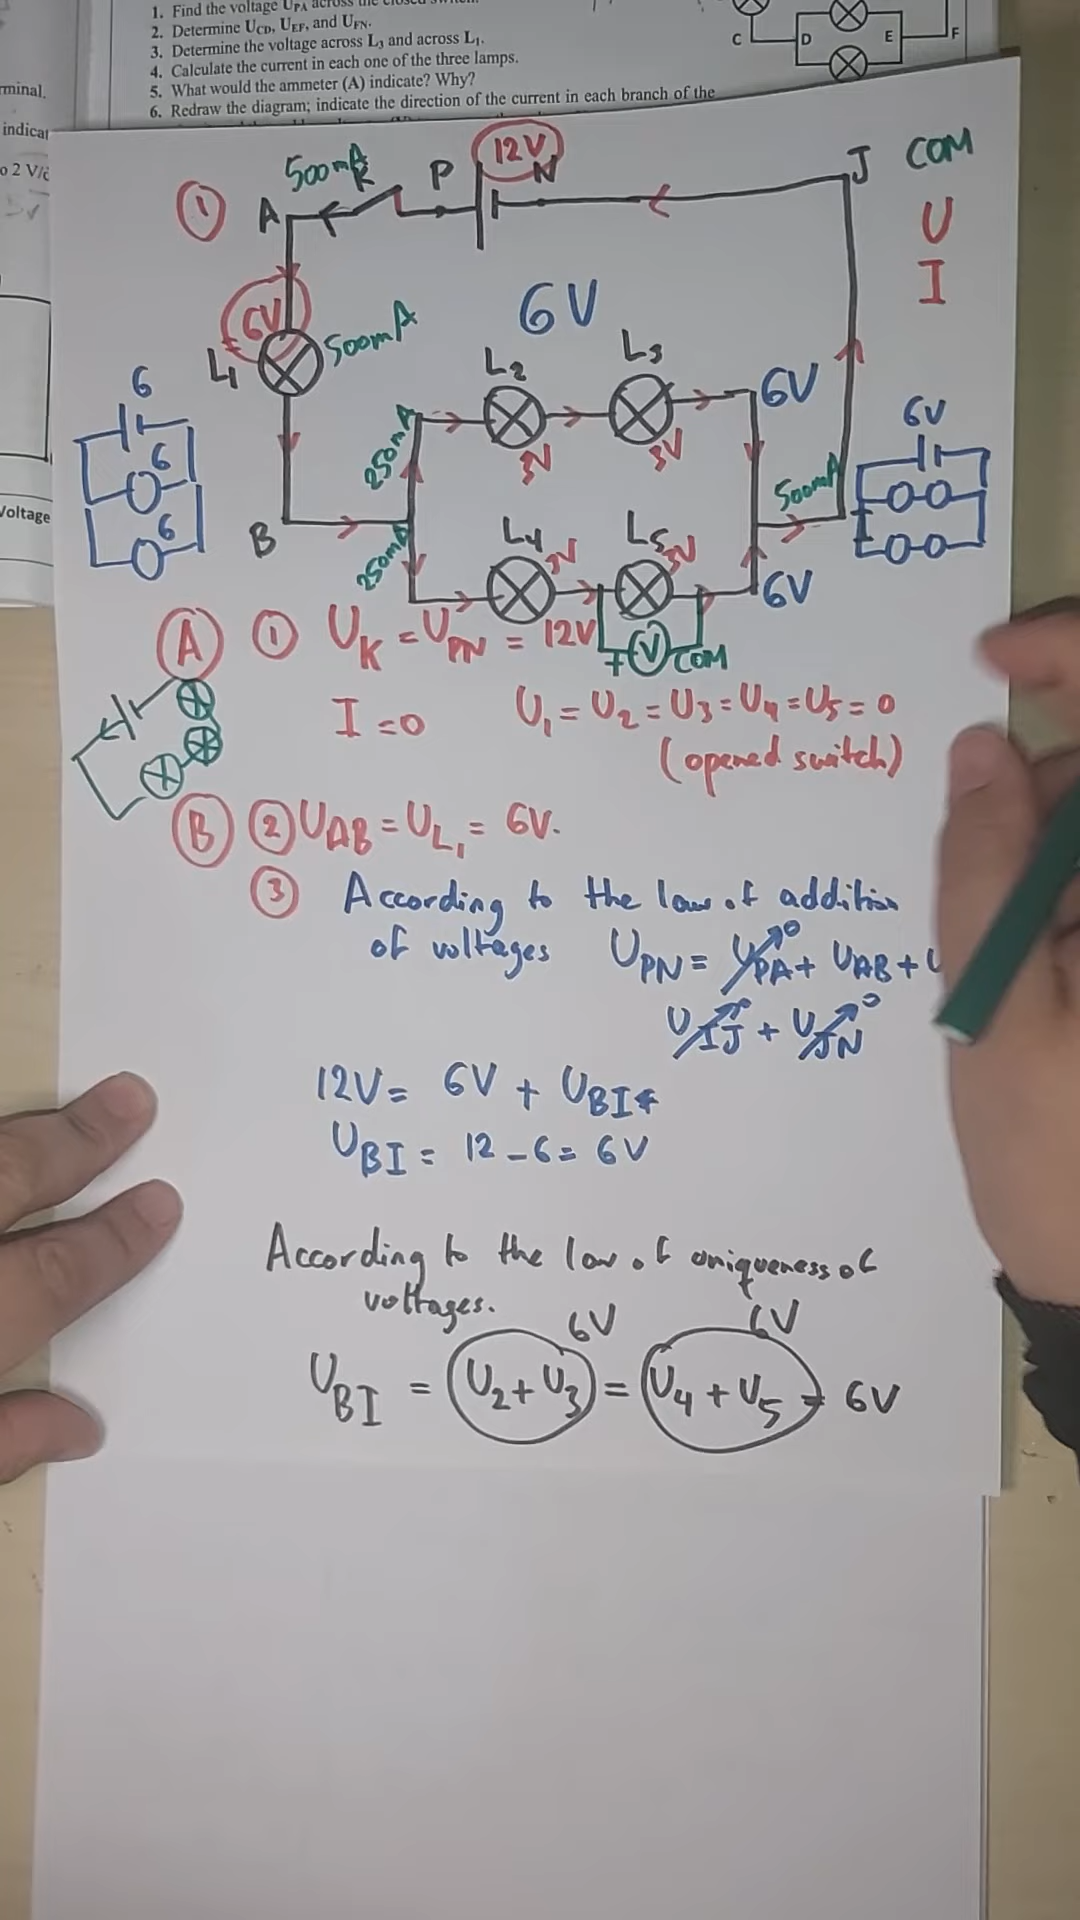 1. Find the voltage UPA across the closed switch.
2. Determine UCD, UEF, and UFN.
3. Determine the voltage across L3 and across L1.
4. Calculate the current in each one of the three lamps.
5. What would the ammeter (A) indicate? Why?
6. Redraw the diagram; indicate the direction of the current in each branch of the
C D E F
minal.
indicat
o 2 V/d
Voltage
1
A 500mA K P 12V N J COM
U
I
6V
L1 500mA
6V
L2 L3
3V 3V
6V
250mA
250mA
500mA
B
L4 3V L5 3V
6V
+ V COM
6
6
6
6V
A 1 UK = UPN = 12V
I = 0 U1 = U2 = U3 = U4 = U5 = 0
(opened switch)
B 2 UAB = UL1 = 6V.
3 According to the law of addition
of voltages UPN = UPA 0 + UAB + U
UIJ + UJN 0
12V = 6V + UBI
UBI = 12 - 6 = 6V
According to the law of uniqueness of
voltages.
6V 6V
UBI = (U2 + U3) = (U4 + U5) = 6V